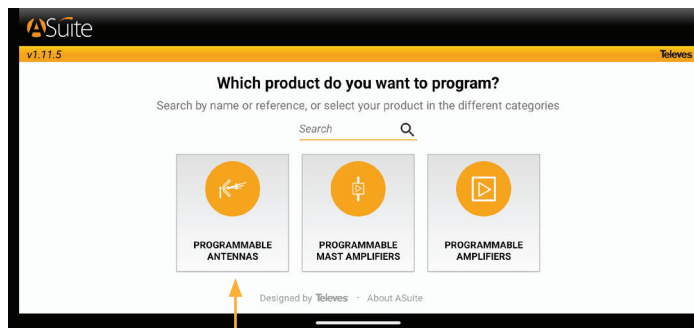 ASuite
v1.11.5
Televes
Which product do you want to program?
Search by name or reference, or select your product in the different categories
Search
PROGRAMMABLE
ANTENNAS
PROGRAMMABLE
MAST AMPLIFIERS
PROGRAMMABLE
AMPLIFIERS
Designed by Televes - About ASuite